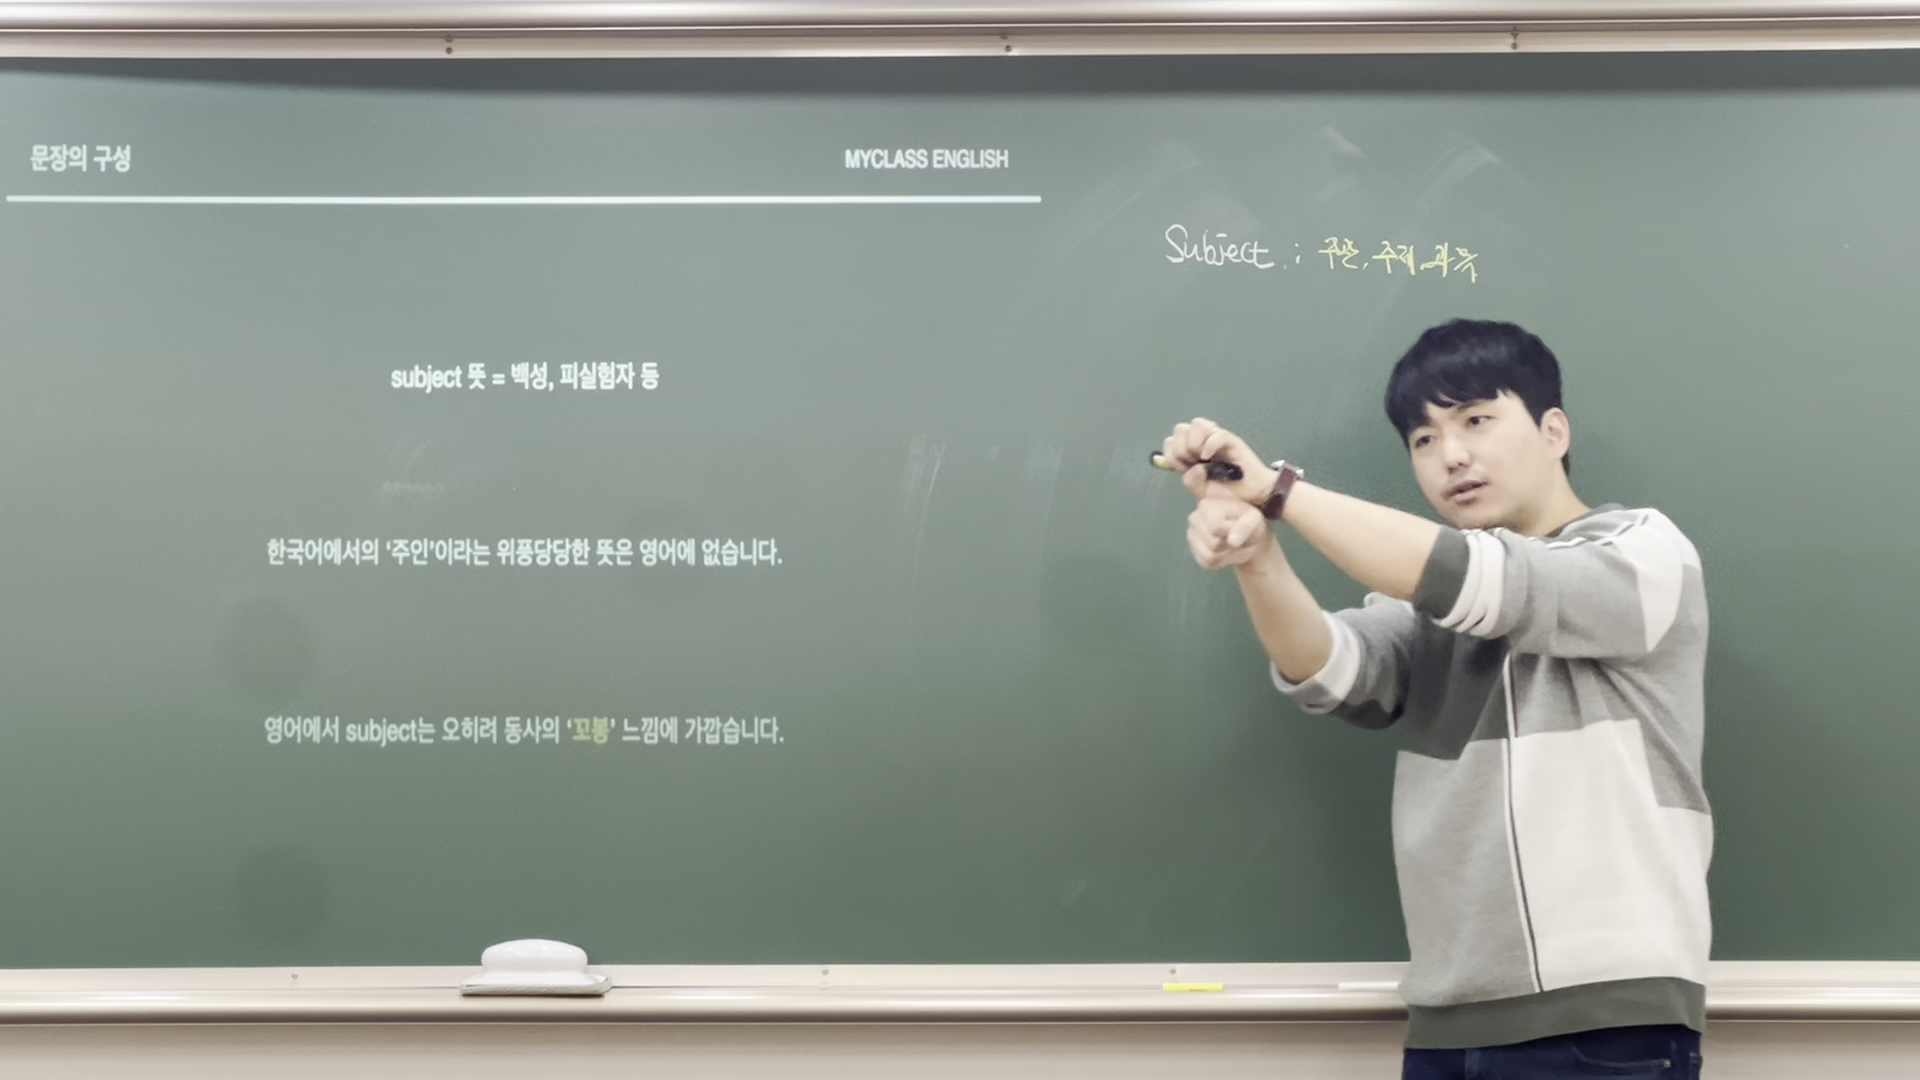 문장의 구성
MYCLASS ENGLISH
Subject : 주관, 주제, 과목
subject 뜻 = 백성, 피실험자 등
한국어에서의 ‘주인’이라는 위풍당당한 뜻은 영어에 없습니다.
영어에서 subject는 오히려 동사의 ‘꼬봉’ 느낌에 가깝습니다.